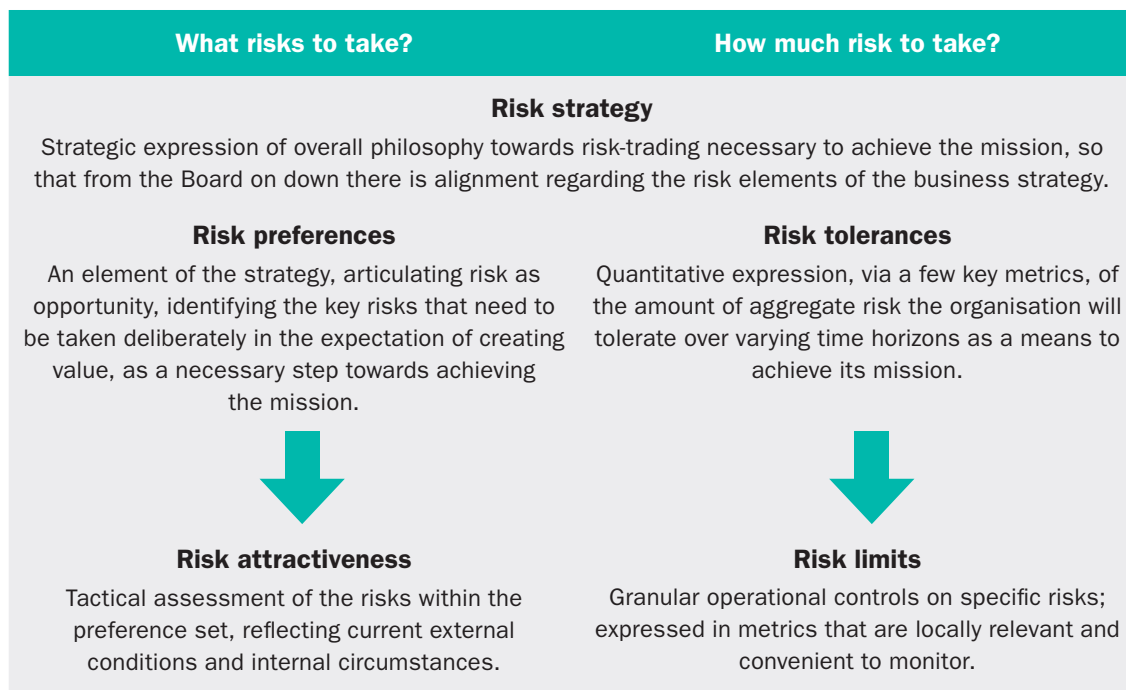 What risks to take?
How much risk to take?
Risk strategy
Strategic expression of overall philosophy towards risk-trading necessary to achieve the mission, so
that from the Board on down there is alignment regarding the risk elements of the business strategy.
Risk preferences
An element of the strategy, articulating risk as
opportunity, identifying the key risks that need to
be taken deliberately in the expectation of creating
value, as a necessary step towards achieving
the mission.
Risk tolerances
Quantitative expression, via a few key metrics, of
the amount of aggregate risk the organisation will
tolerate over varying time horizons as a means to
achieve its mission.
Risk attractiveness
Tactical assessment of the risks within the
preference set, reflecting current external
conditions and internal circumstances.
Risk limits
Granular operational controls on specific risks;
expressed in metrics that are locally relevant and
convenient to monitor.